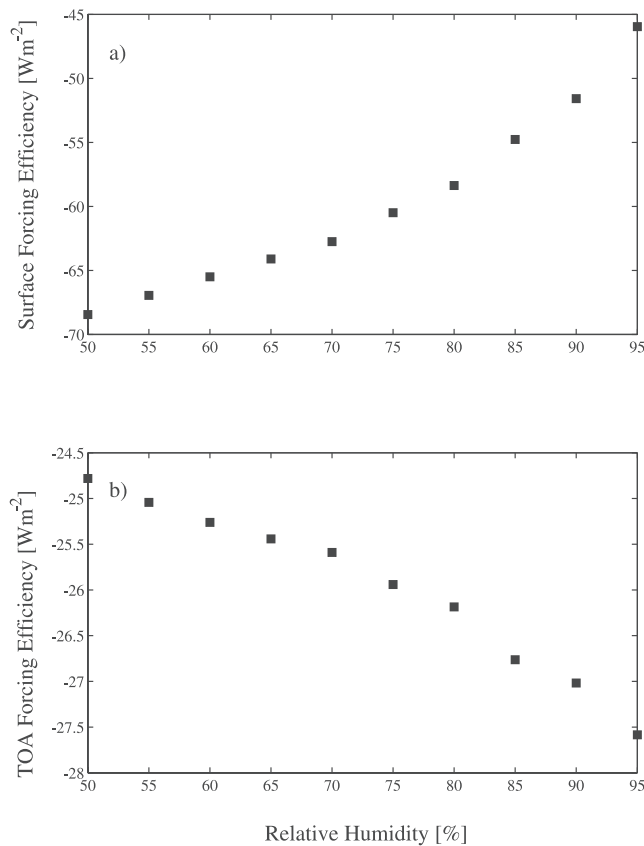 -45
a)
-50
-55
-60
-65
-70
50 55 60 65 70 75 80 85 90 95
Surface Forcing Efficiency [Wm-2]
-24.5
b)
-25
-25.5
-26
-26.5
-27
-27.5
-28
50 55 60 65 70 75 80 85 90 95
TOA Forcing Efficiency [Wm-2]
Relative Humidity [%]